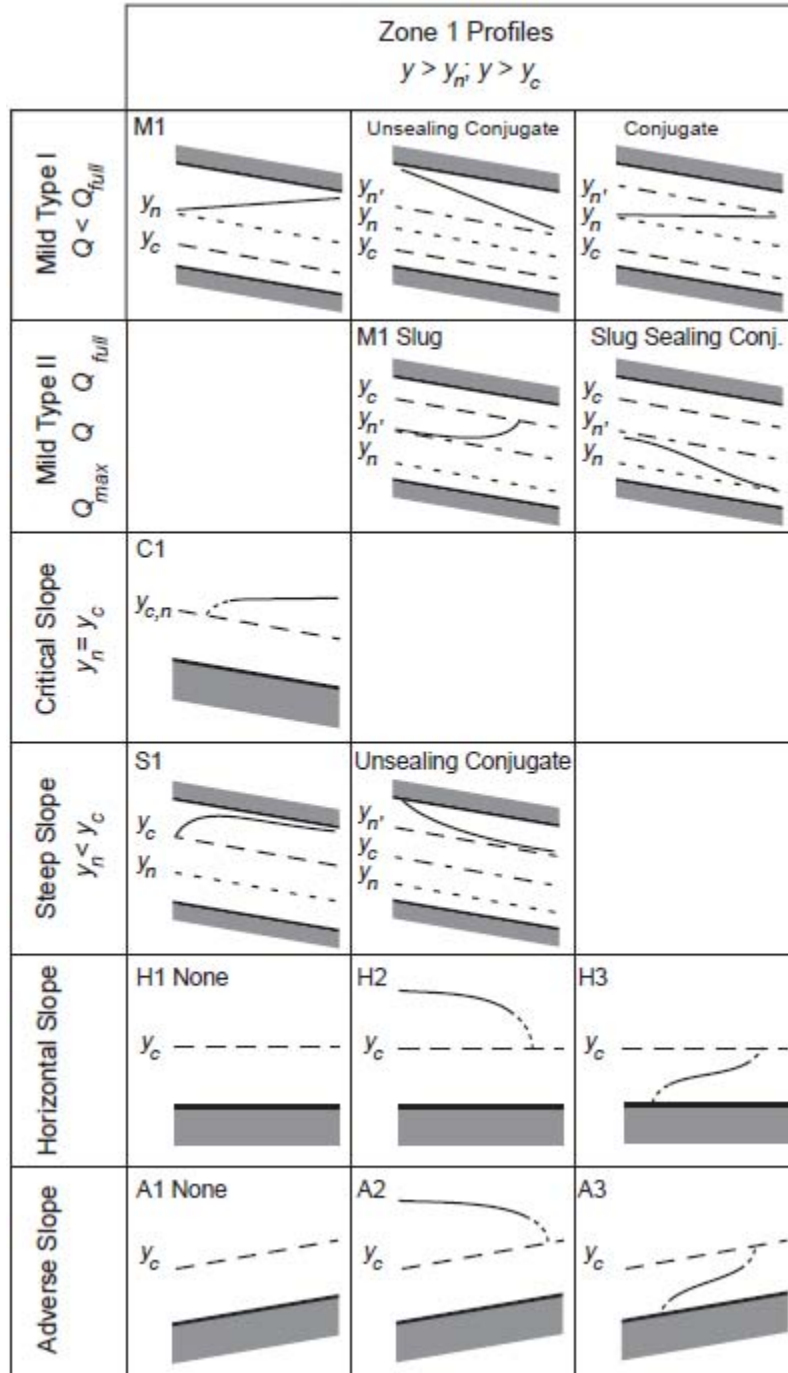 Zone 1 Profiles
y > yn; y > yc
Mild Type I
Q < Qfull
M1
yn
yc
Unsealing Conjugate
yn'
yn
yc
Conjugate
yn'
yn
yc
Mild Type II
Qmax Q Qfull
M1 Slug
yc
yn'
yn
Slug Sealing Conj.
yc
yn'
yn
Critical Slope
yn = yc
C1
yc,n
Steep Slope
yn < yc
S1
yc
yn
Unsealing Conjugate
yn'
yc
yn
Horizontal Slope
H1 None
yc
H2
yc
H3
yc
Adverse Slope
A1 None
yc
A2
yc
A3
yc